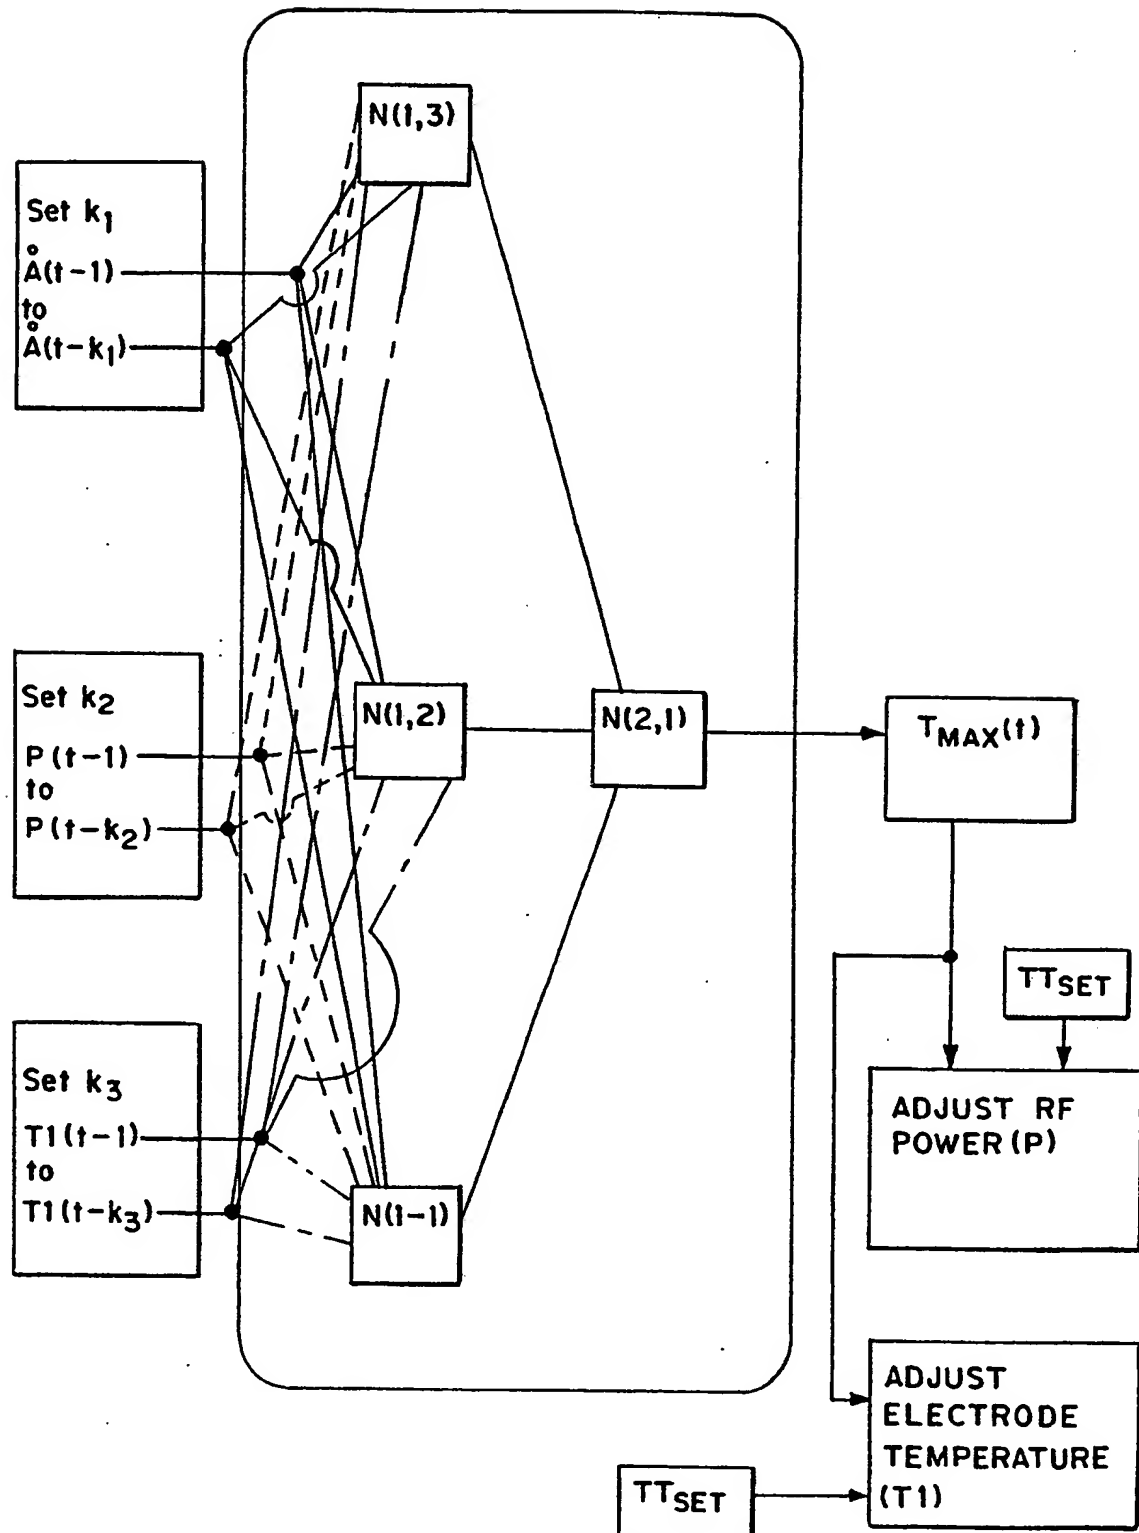 N(1,3)
Set k₁
Å(t-1)
to
Å(t-k₁)
Set k₂
P(t-1)
to
P(t-k₂)
N(1,2)
N(2,1)
TMAX(t)
TTSET
Set k₃
T1(t-1)
to
T1(t-k₃)
N(1-1)
ADJUST RF
POWER(P)
ADJUST
ELECTRODE
TEMPERATURE
(T1)
TTSET